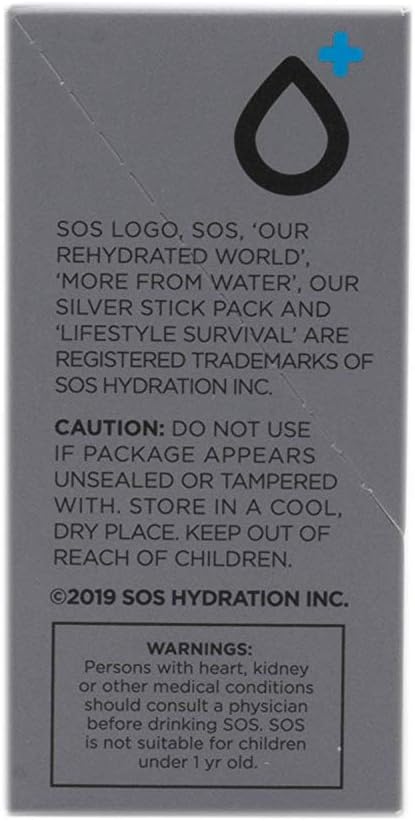 SOS LOGO, SOS, ‘OUR
REHYDRATED WORLD’,
‘MORE FROM WATER’, OUR
SILVER STICK PACK AND
‘LIFESTYLE SURVIVAL’ ARE
REGISTERED TRADEMARKS OF
SOS HYDRATION INC.
CAUTION: DO NOT USE
IF PACKAGE APPEARS
UNSEALED OR TAMPERED
WITH. STORE IN A COOL,
DRY PLACE. KEEP OUT OF
REACH OF CHILDREN.
©2019 SOS HYDRATION INC.
WARNINGS:
Persons with heart, kidney
or other medical conditions
should consult a physician
before drinking SOS. SOS
is not suitable for children
under 1 yr old.